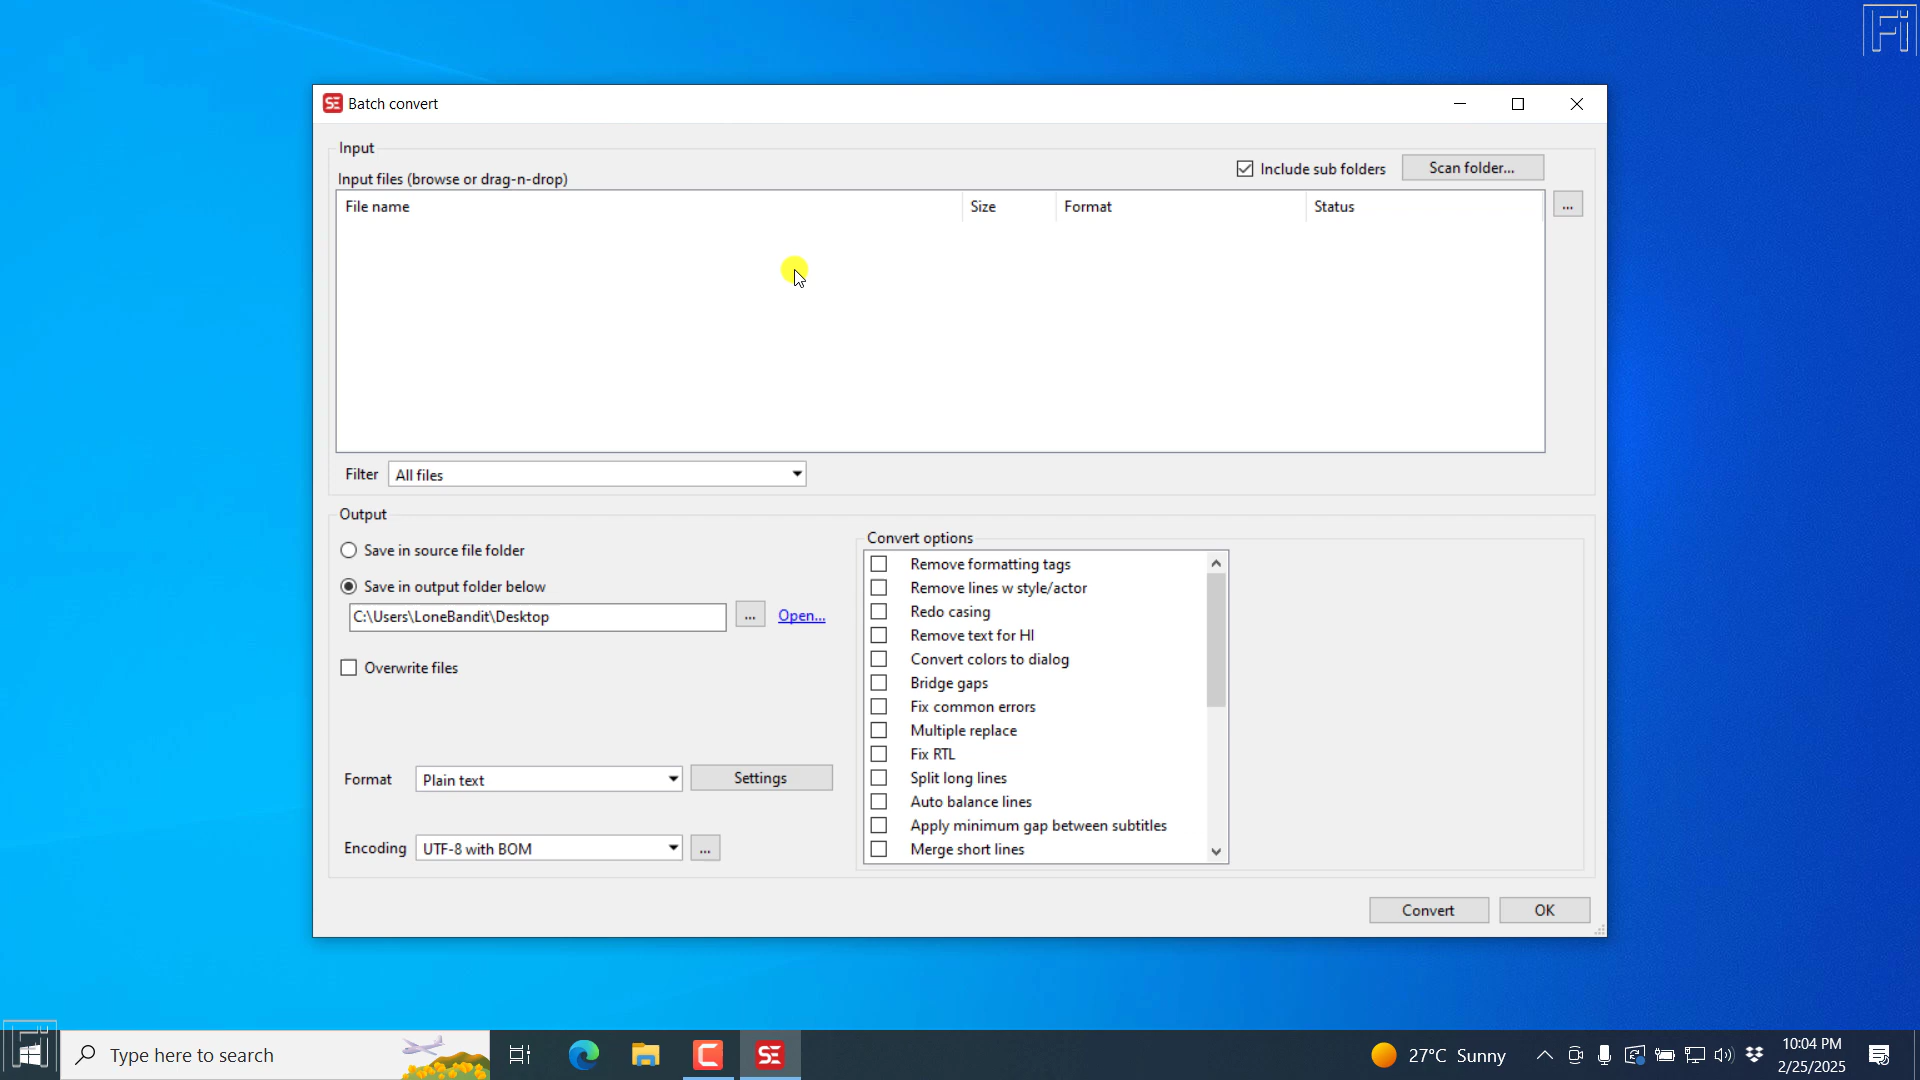 Fi
SE Batch convert
Input
Input files (browse or drag-n-drop)
Include sub folders
Scan folder...
File name Size Format Status
...
Filter All files
Output
Save in source file folder
Save in output folder below
C:\Users\LoneBandit\Desktop ... Open...
Overwrite files
Format Plain text Settings
Encoding UTF-8 with BOM ...
Convert options
Remove formatting tags
Remove lines w style/actor
Redo casing
Remove text for HI
Convert colors to dialog
Bridge gaps
Fix common errors
Multiple replace
Fix RTL
Split long lines
Auto balance lines
Apply minimum gap between subtitles
Merge short lines
Convert OK
Fi
Type here to search
SE
27°C Sunny
10:04 PM
2/25/2025